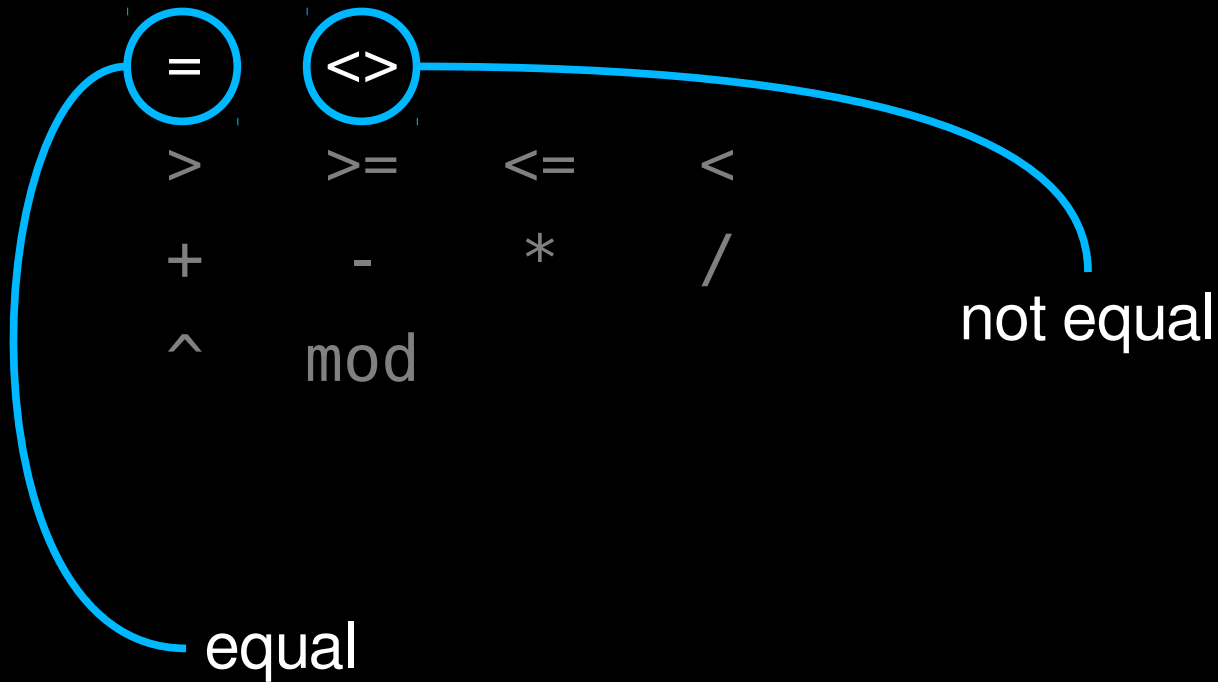 = <>
> >= <= <
+ - * /
not equal
^ mod
equal